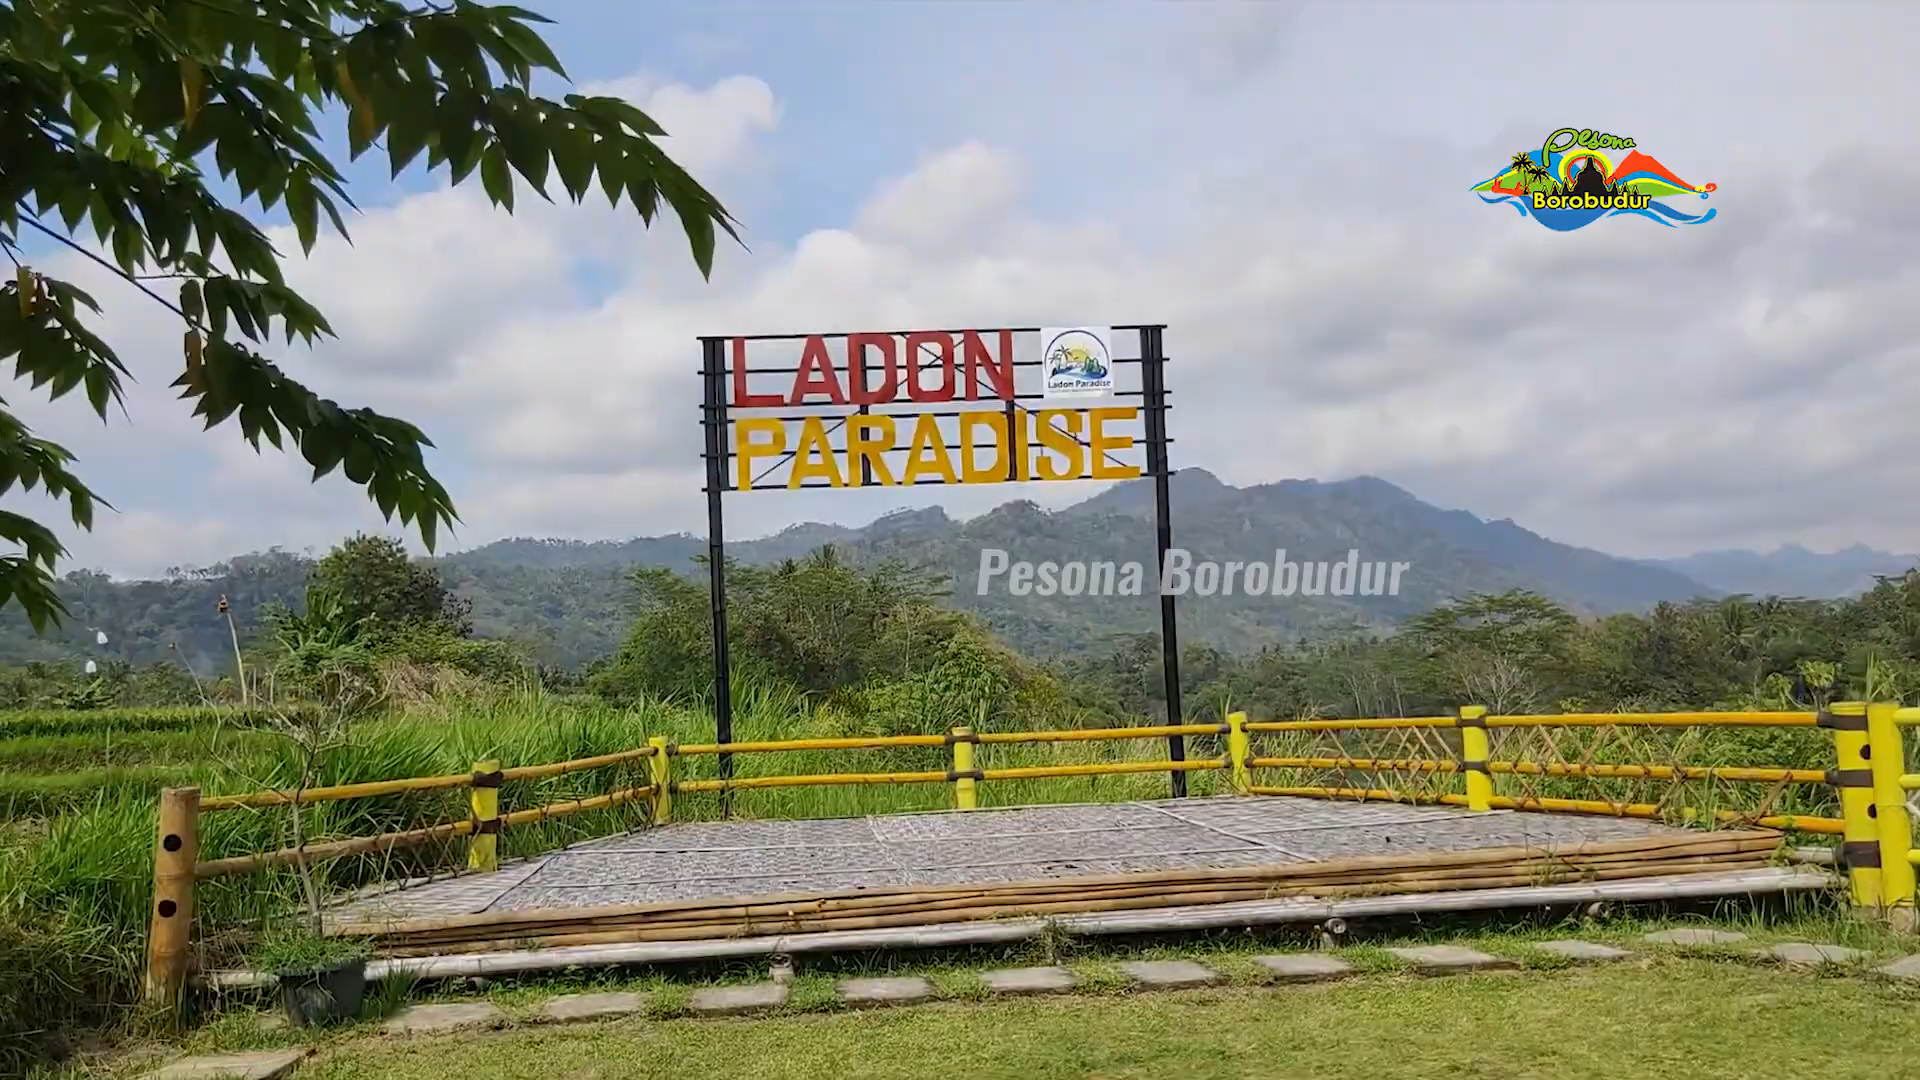 Pesona
Borobudur
LADON
Ladon Paradise
PARADISE
Pesona Borobudur